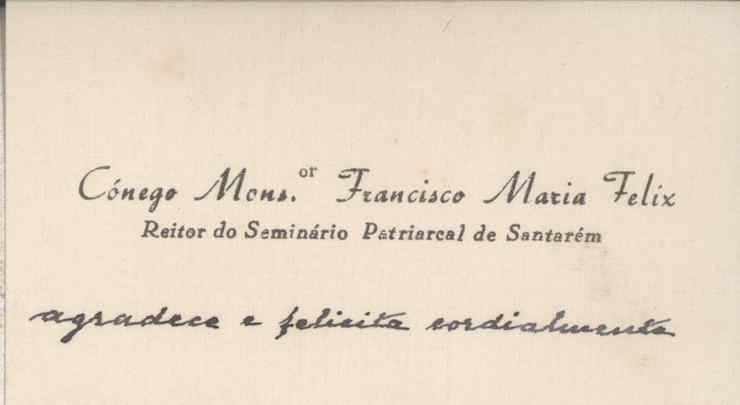 Cónego Mons.or Francisco Maria Felix
Reitor do Seminário Patriarcal de Santarém
agradece e felicita cordialmente